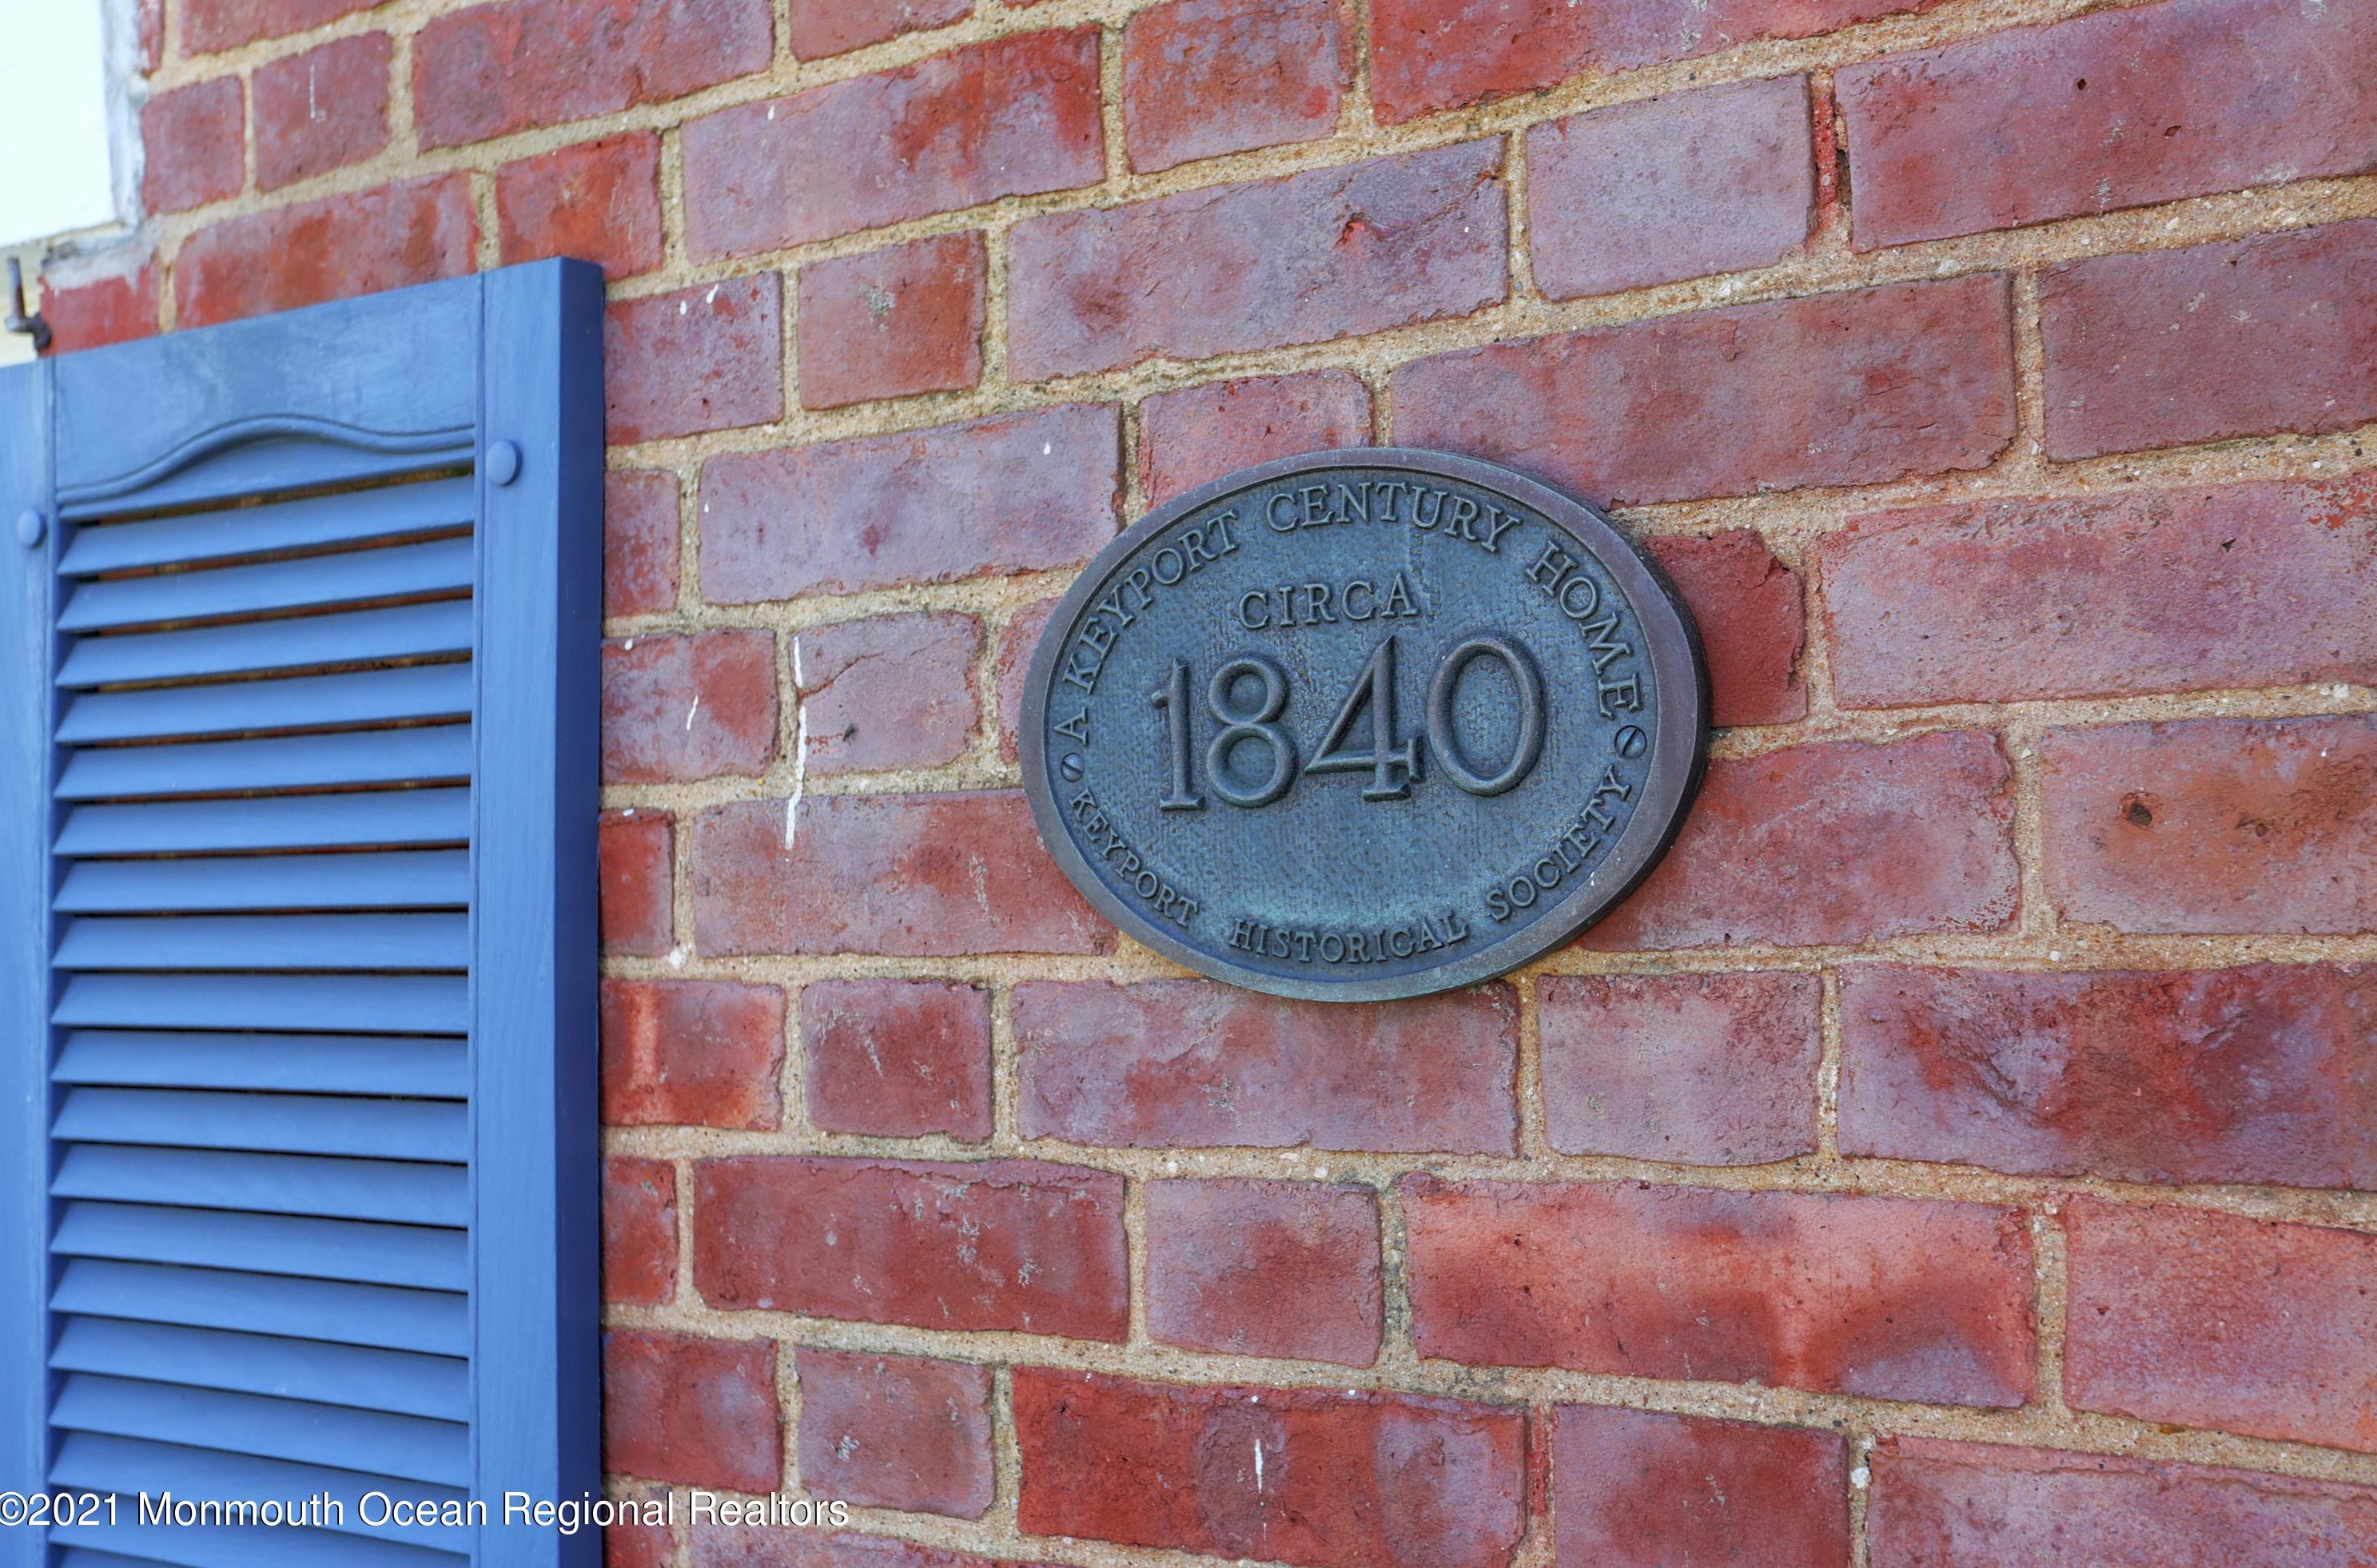 A KEYPORT CENTURY HOME
CIRCA
1840
KEYPORT HISTORICAL SOCIETY
©2021 Monmouth Ocean Regional Realtors